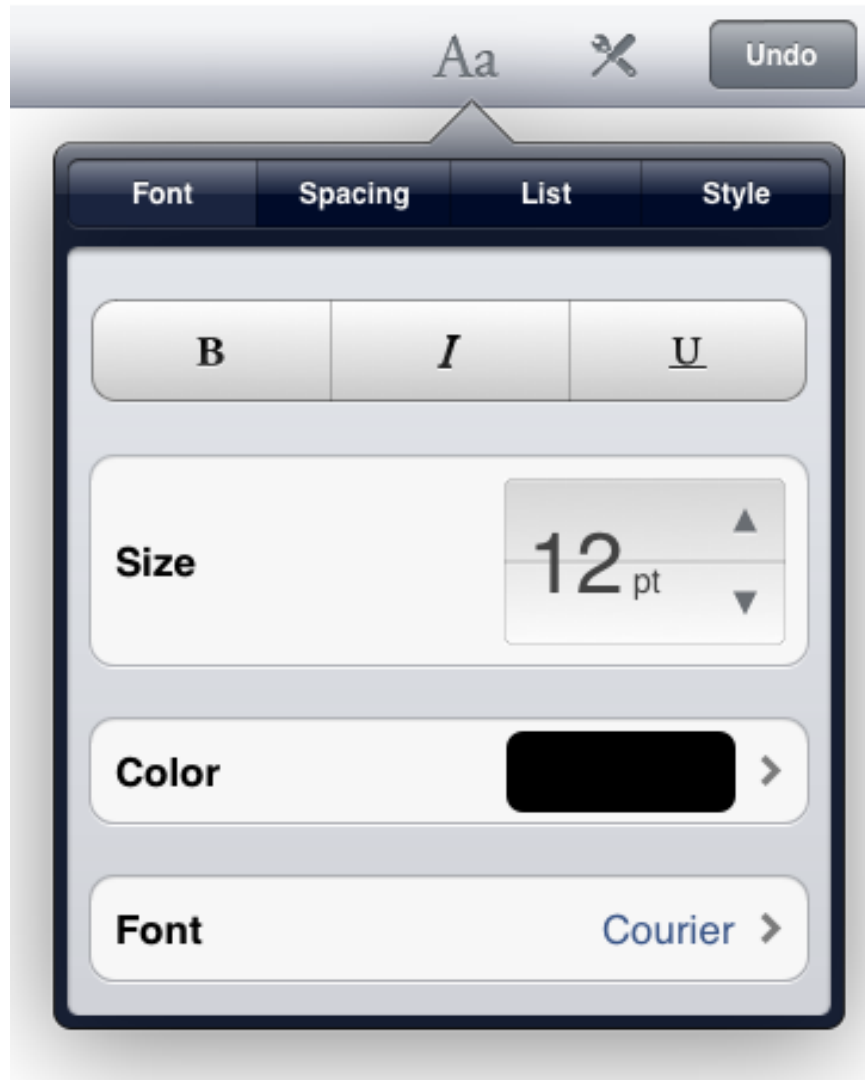 Aa Undo
Font Spacing List Style
B I U
Size 12 pt
Color
Font Courier